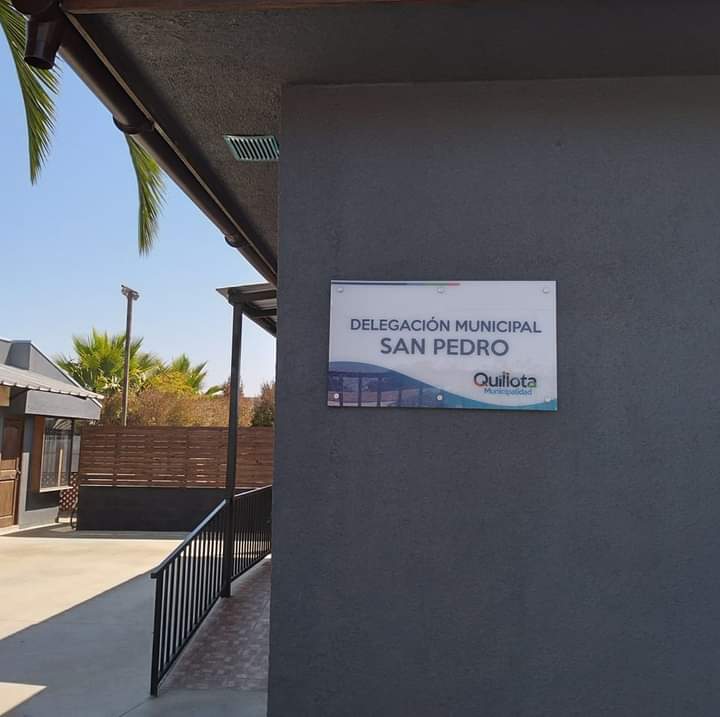 DELEGACIÓN MUNICIPAL
SAN PEDRO
Quillota
Municipalidad